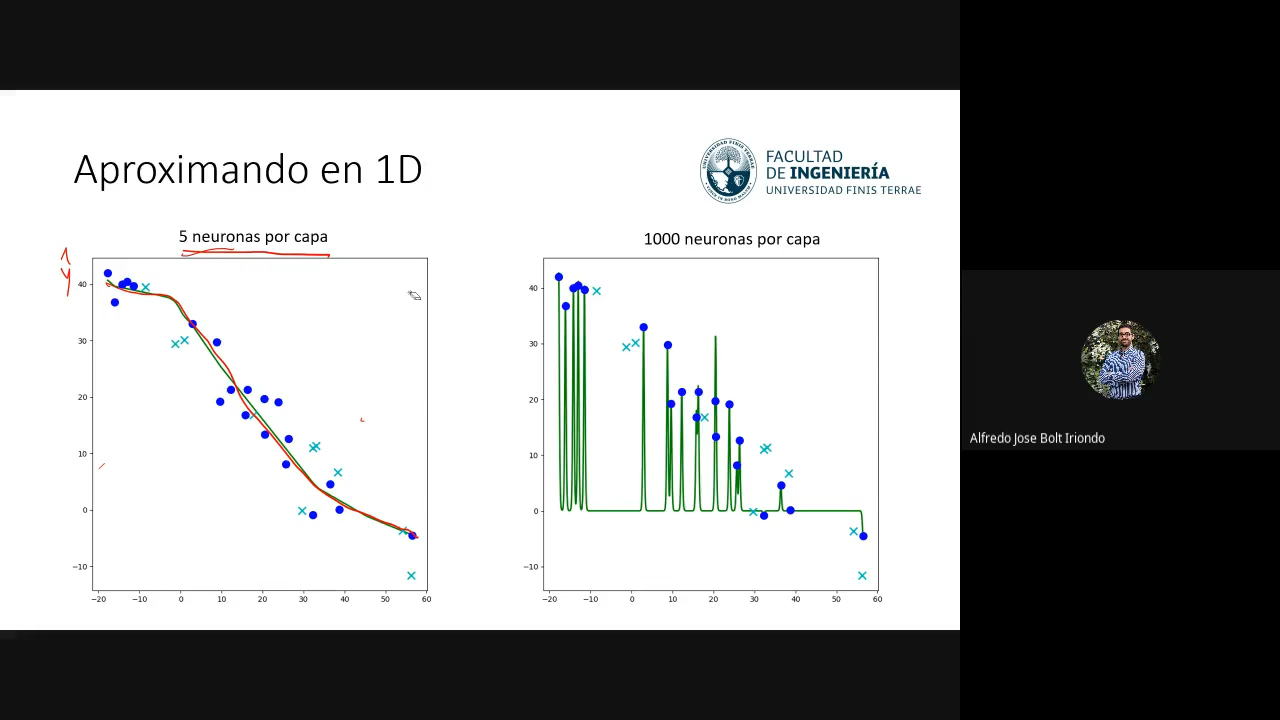 Aproximando en 1D
FACULTAD
DE INGENIERÍA
UNIVERSIDAD FINIS TERRAE
5 neuronas por capa
1000 neuronas por capa
y
40
30
20
10
0
−10
−20 −10 0 10 20 30 40 50 60
40
30
20
10
0
−10
−20 −10 0 10 20 30 40 50 60
Alfredo Jose Bolt Iriondo